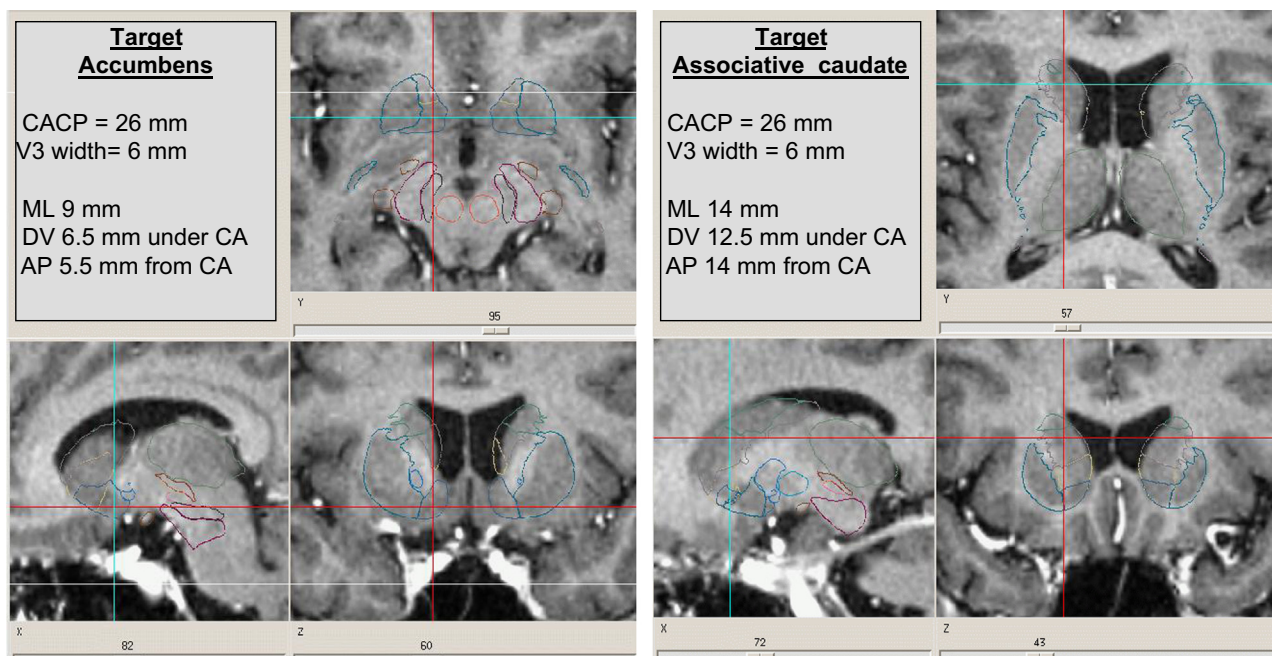 Target
Accumbens
CACP = 26 mm
V3 width= 6 mm
ML 9 mm
DV 6.5 mm under CA
AP 5.5 mm from CA
Y
95
X
82
Z
60
Target
Associative caudate
CACP = 26 mm
V3 width = 6 mm
ML 14 mm
DV 12.5 mm under CA
AP 14 mm from CA
Y
57
X
72
Z
43